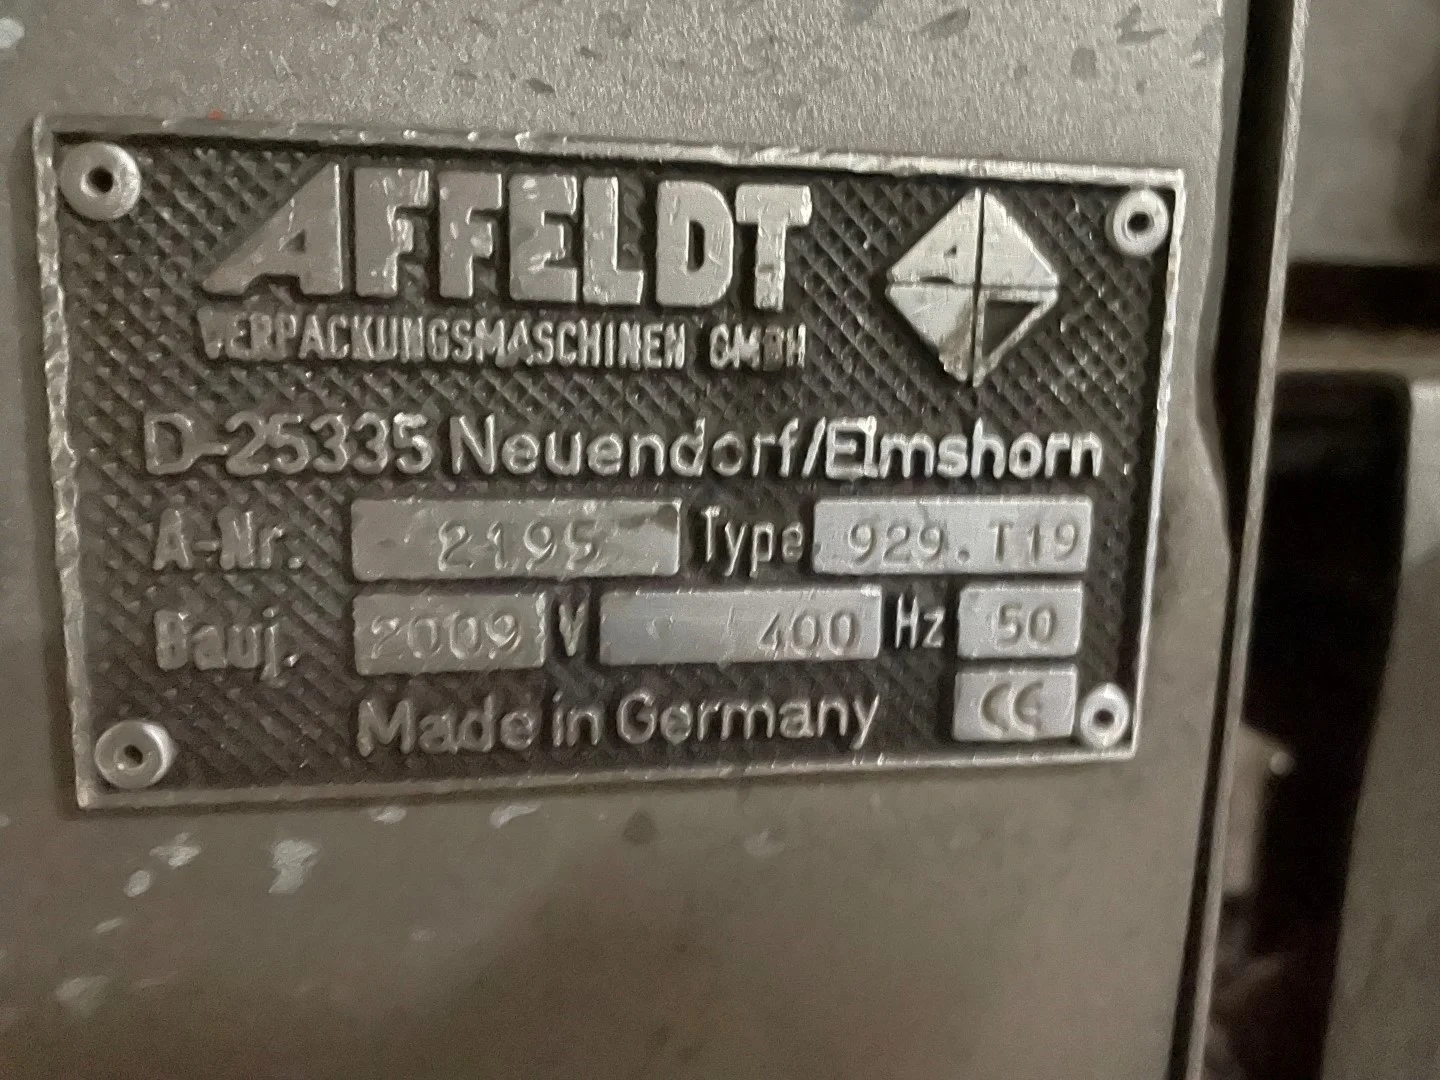 AFFELDT
VERPACKUNGSMASCHINEN GMBH
D-25335 Neuendorf/Elmshorn
A-Nr. 2195 Type 929.T19
Bauj. 2009 V 400 Hz 50
Made in Germany CE